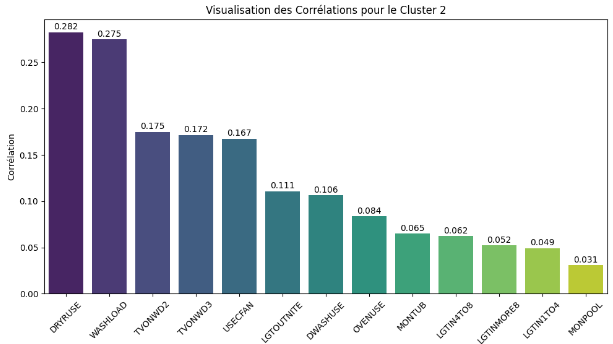 Visualisation des Corrélations pour le Cluster 2
Corrélation
0.25
0.20
0.15
0.10
0.05
0.00
0.282
0.275
0.175
0.172
0.167
0.111
0.106
0.084
0.065
0.062
0.052
0.049
0.031
DRYRUSE
WASHLOAD
TVONWD2
TVONWD3
USECFAN
LGTOUTNITE
DWASHUSE
OVENUSE
MONTUB
LGTIN4TO8
LGTINMORE8
LGTIN1TO4
MONPOOL